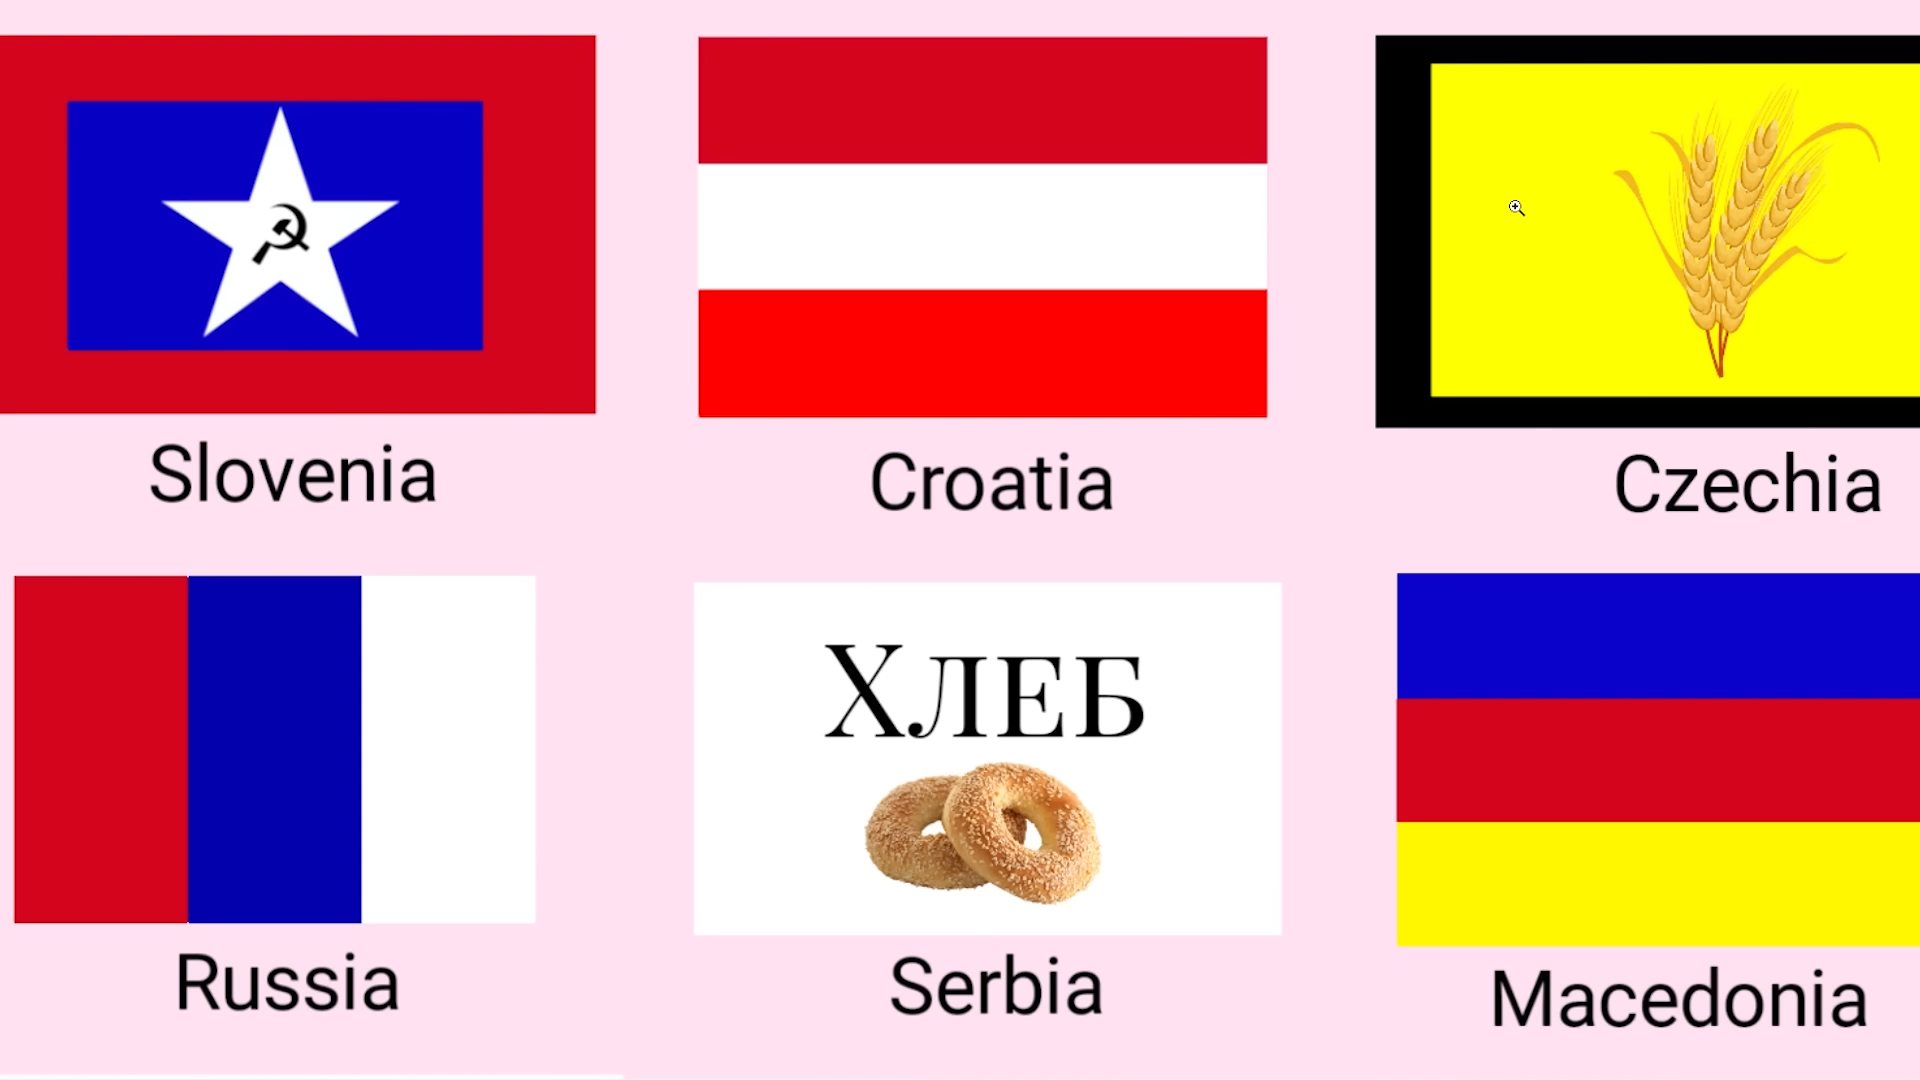 Slovenia
Croatia
Czechia
ХЛЕБ
Russia
Serbia
Macedonia